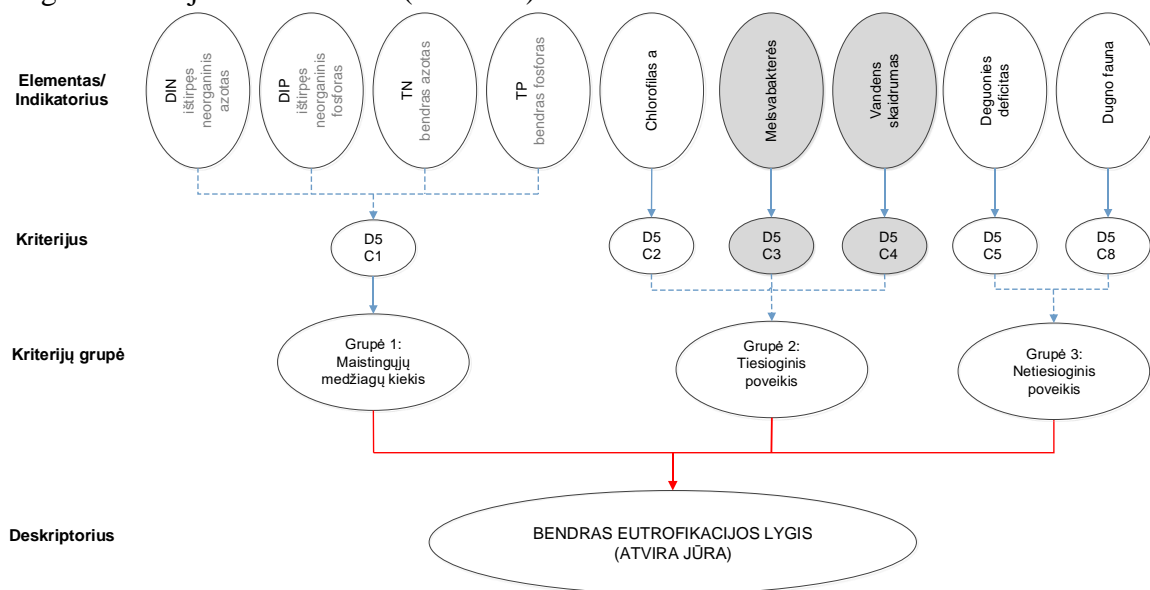 Elementas/
Indikatorius
DIN
ištirpęs
neorganinis
azotas
DIP
ištirpęs
neorganinis
fosforas
TN
bendras azotas
TP
bendras fosforas
Chlorofilas a
Melsvabakterės
Vandens
skaidrumas
Deguonies
deficitas
Dugno fauna
Kriterijus
D5
C1
D5
C2
D5
C3
D5
C4
D5
C5
D5
C8
Kriterijų grupė
Grupė 1:
Maistingųjų
medžiagų kiekis
Grupė 2:
Tiesioginis
poveikis
Grupė 3:
Netiesioginis
poveikis
Deskriptorius
BENDRAS EUTROFIKACIJOS LYGIS
(ATVIRA JŪRA)